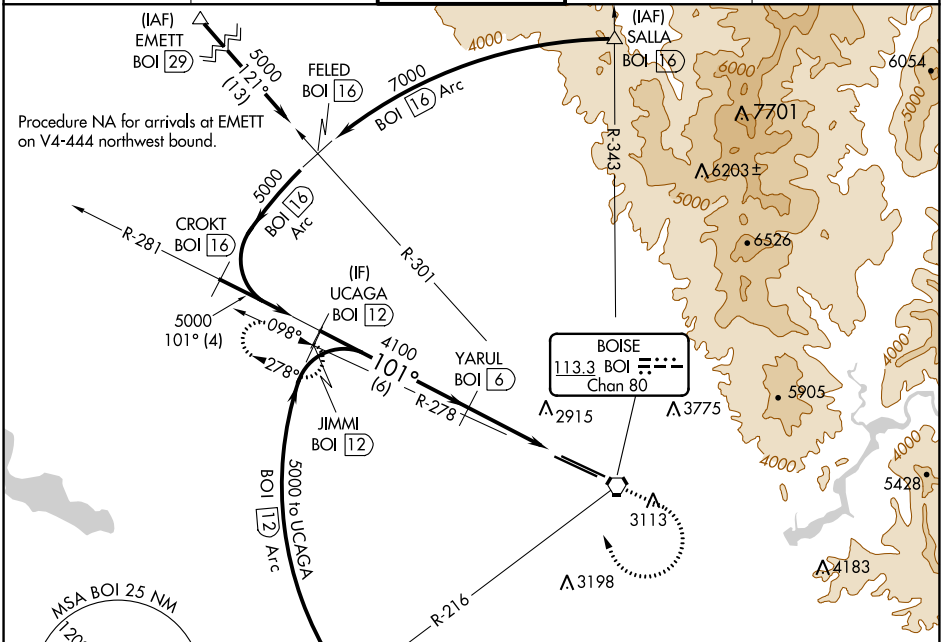 (IAF)
EMETT
BOI 29
5000
121°
(13)
FELED
BOI 16
7000
BOI 16 Arc
4000
(IAF)
SALLA
BOI 16
6000
6054
5000
7701
Procedure NA for arrivals at EMETT
on V4-444 northwest bound.
R-343
6203±
5000
5000
BOI 16
Arc
CROKT
BOI 16
R-281
R-301
6526
(IF)
UCAGA
BOI 12
5000
101° (4)
098°
278°
4100
101°
(6)
R-278
YARUL
BOI 6
BOISE
113.3 BOI
Chan 80
4000
5905
2915
3775
JIMMI
BOI 12
4000
4000
5428
5000 to UCAGA
BOI 12 Arc
3113
4183
3198
R-216
MSA BOI 25 NM
120°